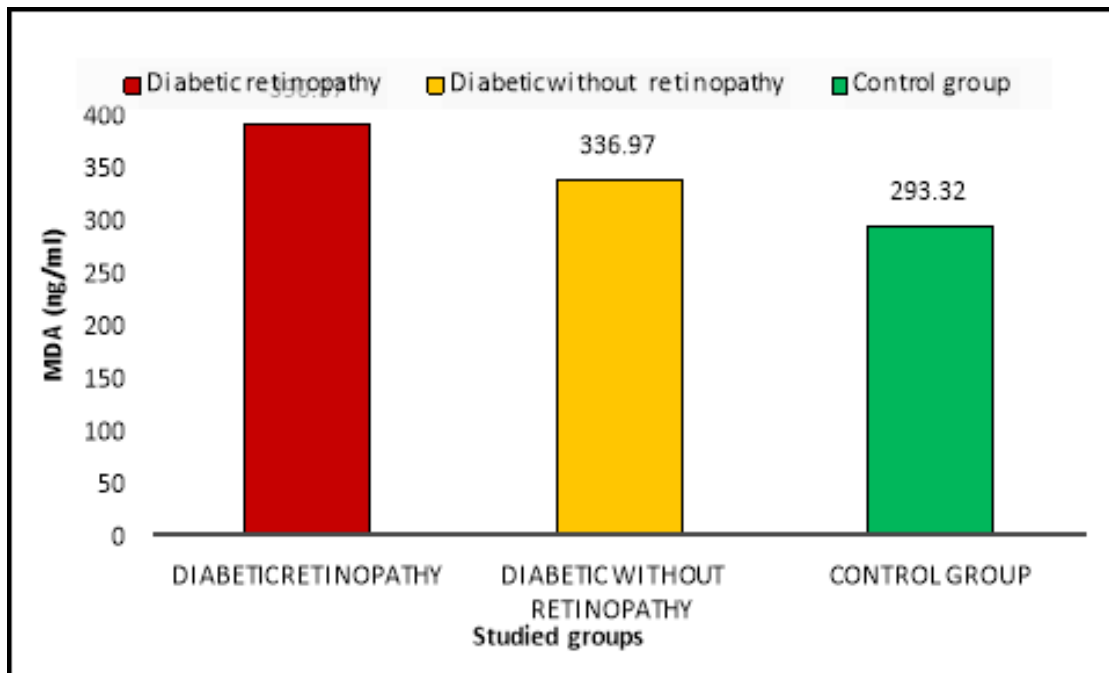 Diabetic retinopathy Diabetic without retinopathy Control group
400
350
300
250
200
150
100
50
0
336.97
293.32
MDA (ng/ml)
DIABETIC RETINOPATHY
DIABETIC WITHOUT
RETINOPATHY
CONTROL GROUP
Studied groups